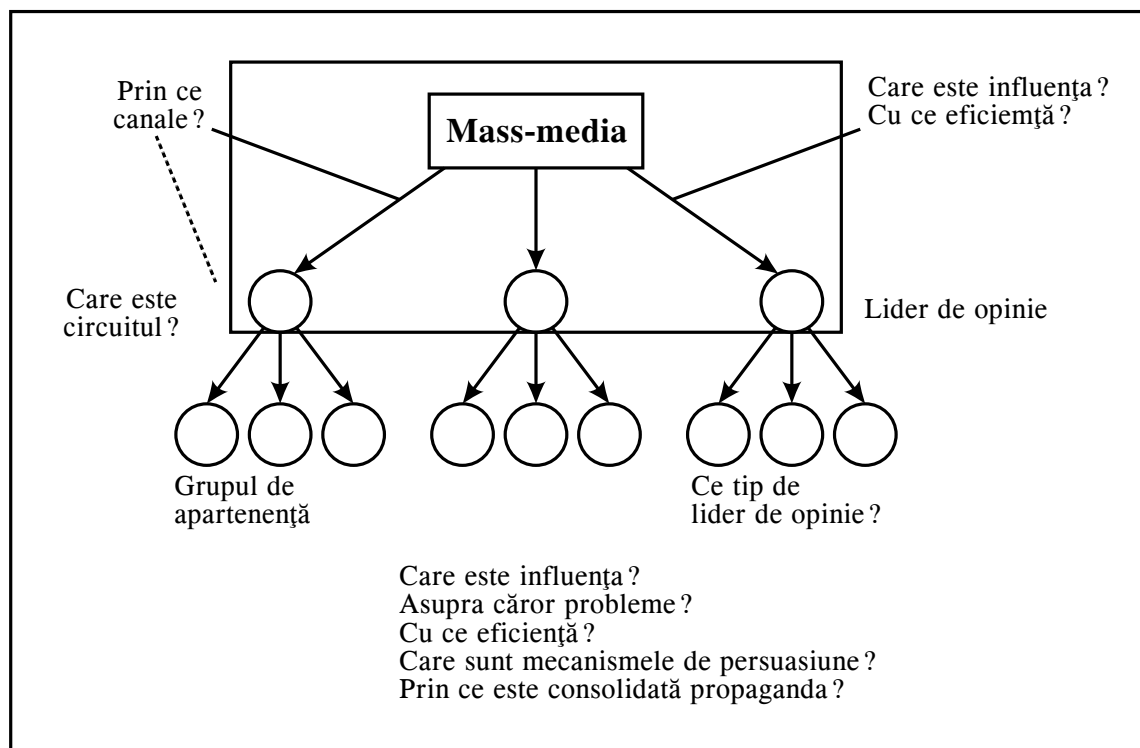 Prin ce
canale ?
Mass-media
Care este influenţa ?
Cu ce eficiemţă ?
Care este
circuitul ?
Lider de opinie
Grupul de
apartenenţă
Ce tip de
lider de opinie ?
Care este influenţa ?
Asupra căror probleme ?
Cu ce eficienţă ?
Care sunt mecanismele de persuasiune ?
Prin ce este consolidată propaganda ?